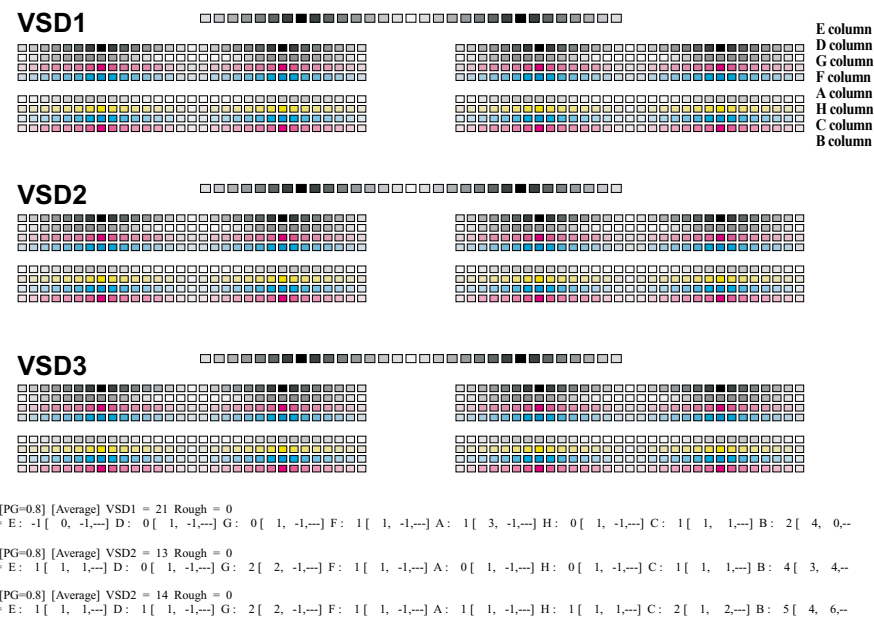 VSD1
E column
D column
G column
F column
A column
H column
C column
B column
VSD2
VSD3
[PG=0.8] [Average] VSD1 = 21 Rough = 0
E : -1 [ 0, -1,---] D : 0 [ 1, -1,---] G : 0 [ 1, -1,---] F : 1 [ 1, -1,---] A : 1 [ 3, -1,---] H : 0 [ 1, -1,---] C : 1 [ 1, 1,---] B : 2 [ 4, 0,--
[PG=0.8] [Average] VSD2 = 13 Rough = 0
E : 1 [ 1, 1,---] D : 0 [ 1, -1,---] G : 2 [ 2, -1,---] F : 1 [ 1, -1,---] A : 0 [ 1, -1,---] H : 0 [ 1, -1,---] C : 1 [ 1, 1,---] B : 4 [ 3, 4,--
[PG=0.8] [Average] VSD2 = 14 Rough = 0
E : 1 [ 1, 1,---] D : 1 [ 1, -1,---] G : 2 [ 2, -1,---] F : 1 [ 1, -1,---] A : 1 [ 1, -1,---] H : 1 [ 1, 1,---] C : 2 [ 1, 2,---] B : 5 [ 4, 6,--